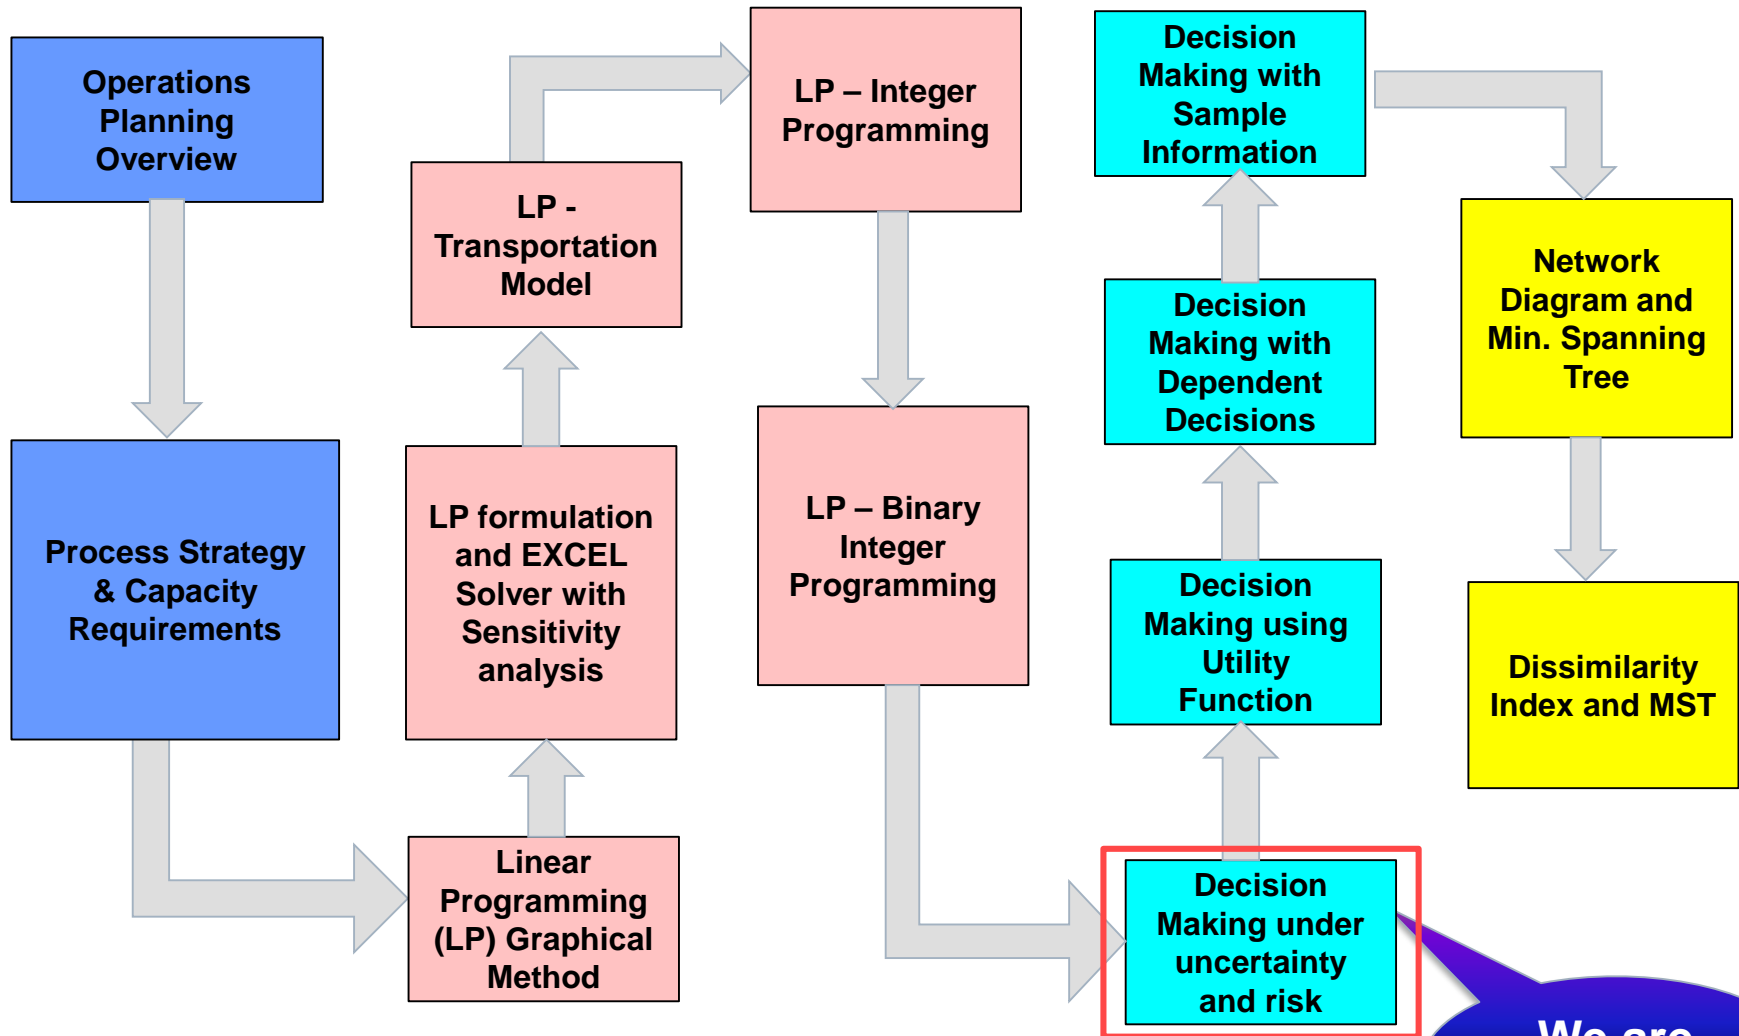 Operations
Planning
Overview
Process Strategy
& Capacity
Requirements
Linear
Programming
(LP) Graphical
Method
LP formulation
and EXCEL
Solver with
Sensitivity
analysis
LP -
Transportation
Model
LP – Integer
Programming
LP – Binary
Integer
Programming
Decision
Making under
uncertainty
and risk
Decision
Making using
Utility
Function
Decision
Making with
Dependent
Decisions
Decision
Making with
Sample
Information
Network
Diagram and
Min. Spanning
Tree
Dissimilarity
Index and MST
We are